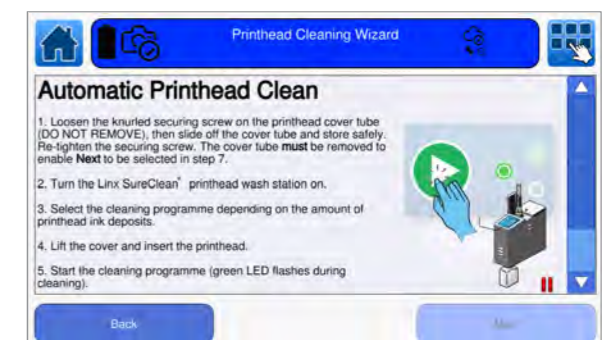 Printhead Cleaning Wizard
Automatic Printhead Clean
1. Loosen the knurled securing screw on the printhead cover tube
(DO NOT REMOVE), then slide off the cover tube and store safely.
Re-tighten the securing screw. The cover tube must be removed to
enable Next to be selected in step 7.
2. Turn the Linx SureClean* printhead wash station on.
3. Select the cleaning programme depending on the amount of
printhead ink deposits.
4. Lift the cover and insert the printhead.
5. Start the cleaning programme (green LED flashes during
cleaning).
Back